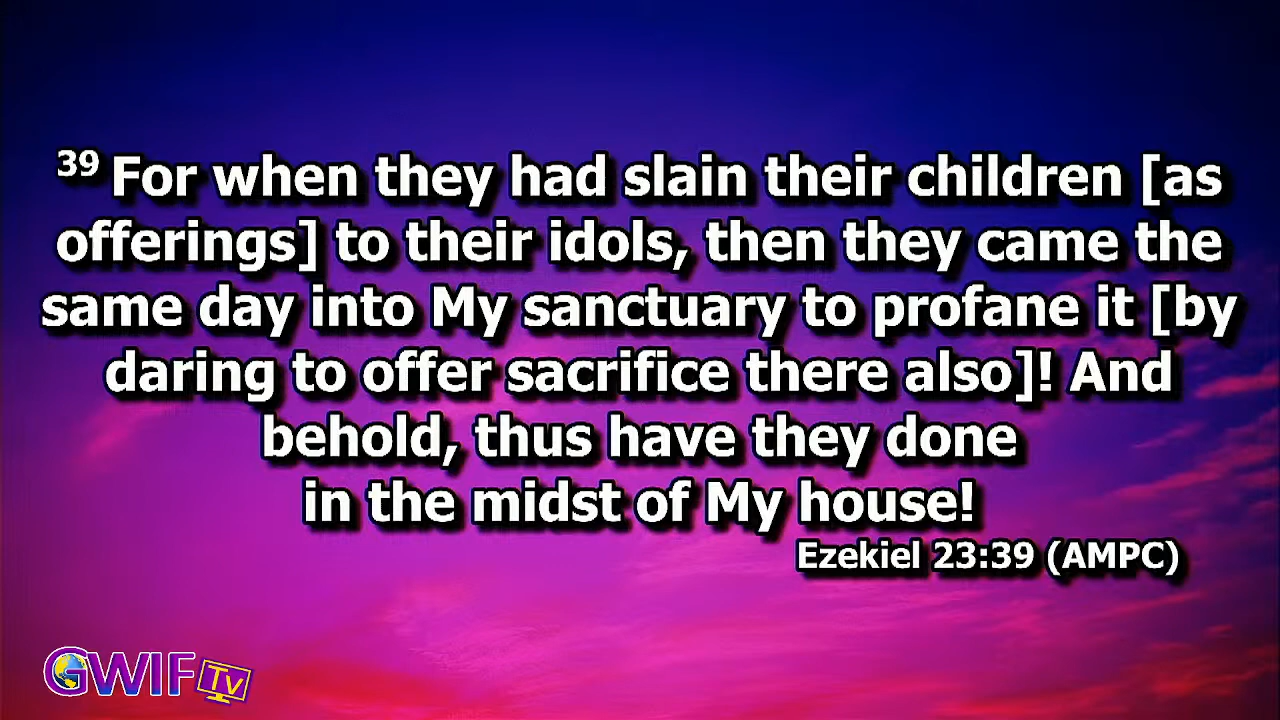 39 For when they had slain their children [as
offerings] to their idols, then they came the
same day into My sanctuary to profane it [by
daring to offer sacrifice there also]! And
behold, thus have they done
in the midst of My house!
Ezekiel 23:39 (AMPC)
GWIF Tv